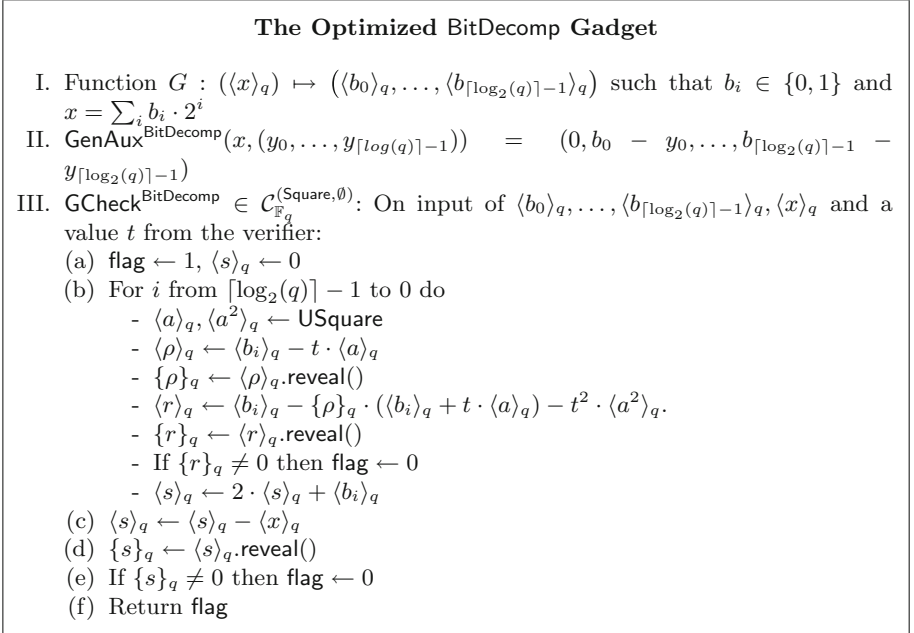 The Optimized BitDecomp Gadget
I. Function G : (⟨x⟩_q) ↦ (⟨b_0⟩_q, …, ⟨b_{⌈log_2(q)⌉−1}⟩_q) such that b_i ∈ {0, 1} and
x = ∑_i b_i · 2^i
II. GenAux^{BitDecomp}(x, (y_0, …, y_{⌈log(q)⌉−1})) = (0, b_0 − y_0, …, b_{⌈log_2(q)⌉−1} −
y_{⌈log_2(q)⌉−1})
III. GCheck^{BitDecomp} ∈ C_{F_q}^{(Square,∅)}: On input of ⟨b_0⟩_q, …, ⟨b_{⌈log_2(q)⌉−1}⟩_q, ⟨x⟩_q and a
value t from the verifier:
(a) flag ← 1, ⟨s⟩_q ← 0
(b) For i from ⌈log_2(q)⌉ − 1 to 0 do
- ⟨a⟩_q, ⟨a^2⟩_q ← USquare
- ⟨ρ⟩_q ← ⟨b_i⟩_q − t · ⟨a⟩_q
- {ρ}_q ← ⟨ρ⟩_q.reveal()
- ⟨r⟩_q ← ⟨b_i⟩_q − {ρ}_q · (⟨b_i⟩_q + t · ⟨a⟩_q) − t^2 · ⟨a^2⟩_q.
- {r}_q ← ⟨r⟩_q.reveal()
- If {r}_q ≠ 0 then flag ← 0
- ⟨s⟩_q ← 2 · ⟨s⟩_q + ⟨b_i⟩_q
(c) ⟨s⟩_q ← ⟨s⟩_q − ⟨x⟩_q
(d) {s}_q ← ⟨s⟩_q.reveal()
(e) If {s}_q ≠ 0 then flag ← 0
(f) Return flag